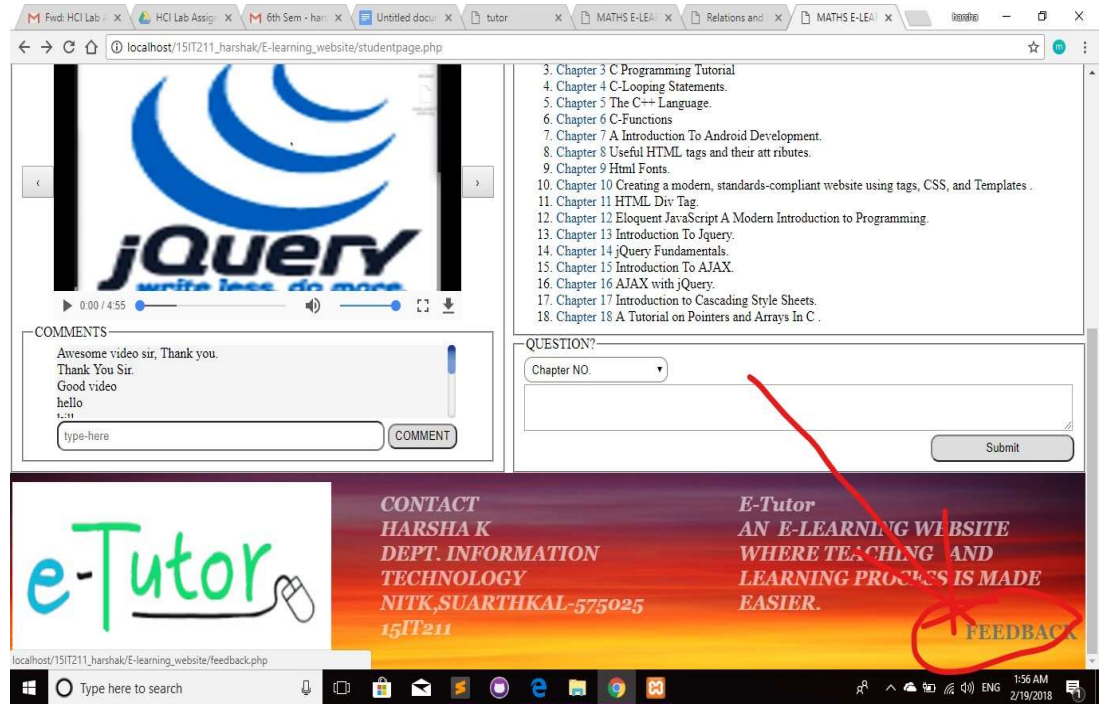 Fwd: HCI Lab A
HCI Lab Assign
M 6th Sem - hars
Untitled docum
tutor
MATHS E-LEA
Relations and
MATHS E-LEA
harsha
localhost/15IT211_harshak/E-learning_website/studentpage.php
jQuery
write less, do more.
0:00 / 4:55
COMMENTS
Awesome video sir, Thank you.
Thank You Sir.
Good video
hello
type-here
COMMENT
3. Chapter 3 C Programming Tutorial
4. Chapter 4 C-Looping Statements.
5. Chapter 5 The C++ Language.
6. Chapter 6 C-Functions
7. Chapter 7 A Introduction To Android Development.
8. Chapter 8 Useful HTML tags and their att ributes.
9. Chapter 9 Html Fonts.
10. Chapter 10 Creating a modern, standards-compliant website using tags, CSS, and Templates .
11. Chapter 11 HTML Div Tag.
12. Chapter 12 Eloquent JavaScript A Modern Introduction to Programming.
13. Chapter 13 Introduction To Jquery.
14. Chapter 14 jQuery Fundamentals.
15. Chapter 15 Introduction To AJAX.
16. Chapter 16 AJAX with jQuery.
17. Chapter 17 Introduction to Cascading Style Sheets.
18. Chapter 18 A Tutorial on Pointers and Arrays In C .
QUESTION?
Chapter NO.
Submit
e-Tutor
CONTACT
HARSHA K
DEPT. INFORMATION
TECHNOLOGY
NITK,SUARTHKAL-575025
15IT211
E-Tutor
AN E-LEARNING WEBSITE
WHERE TEACHING AND
LEARNING PROCESS IS MADE
EASIER.
FEEDBACK
localhost/15IT211_harshak/E-learning_website/feedback.php
Type here to search
ENG
1:56 AM
2/19/2018